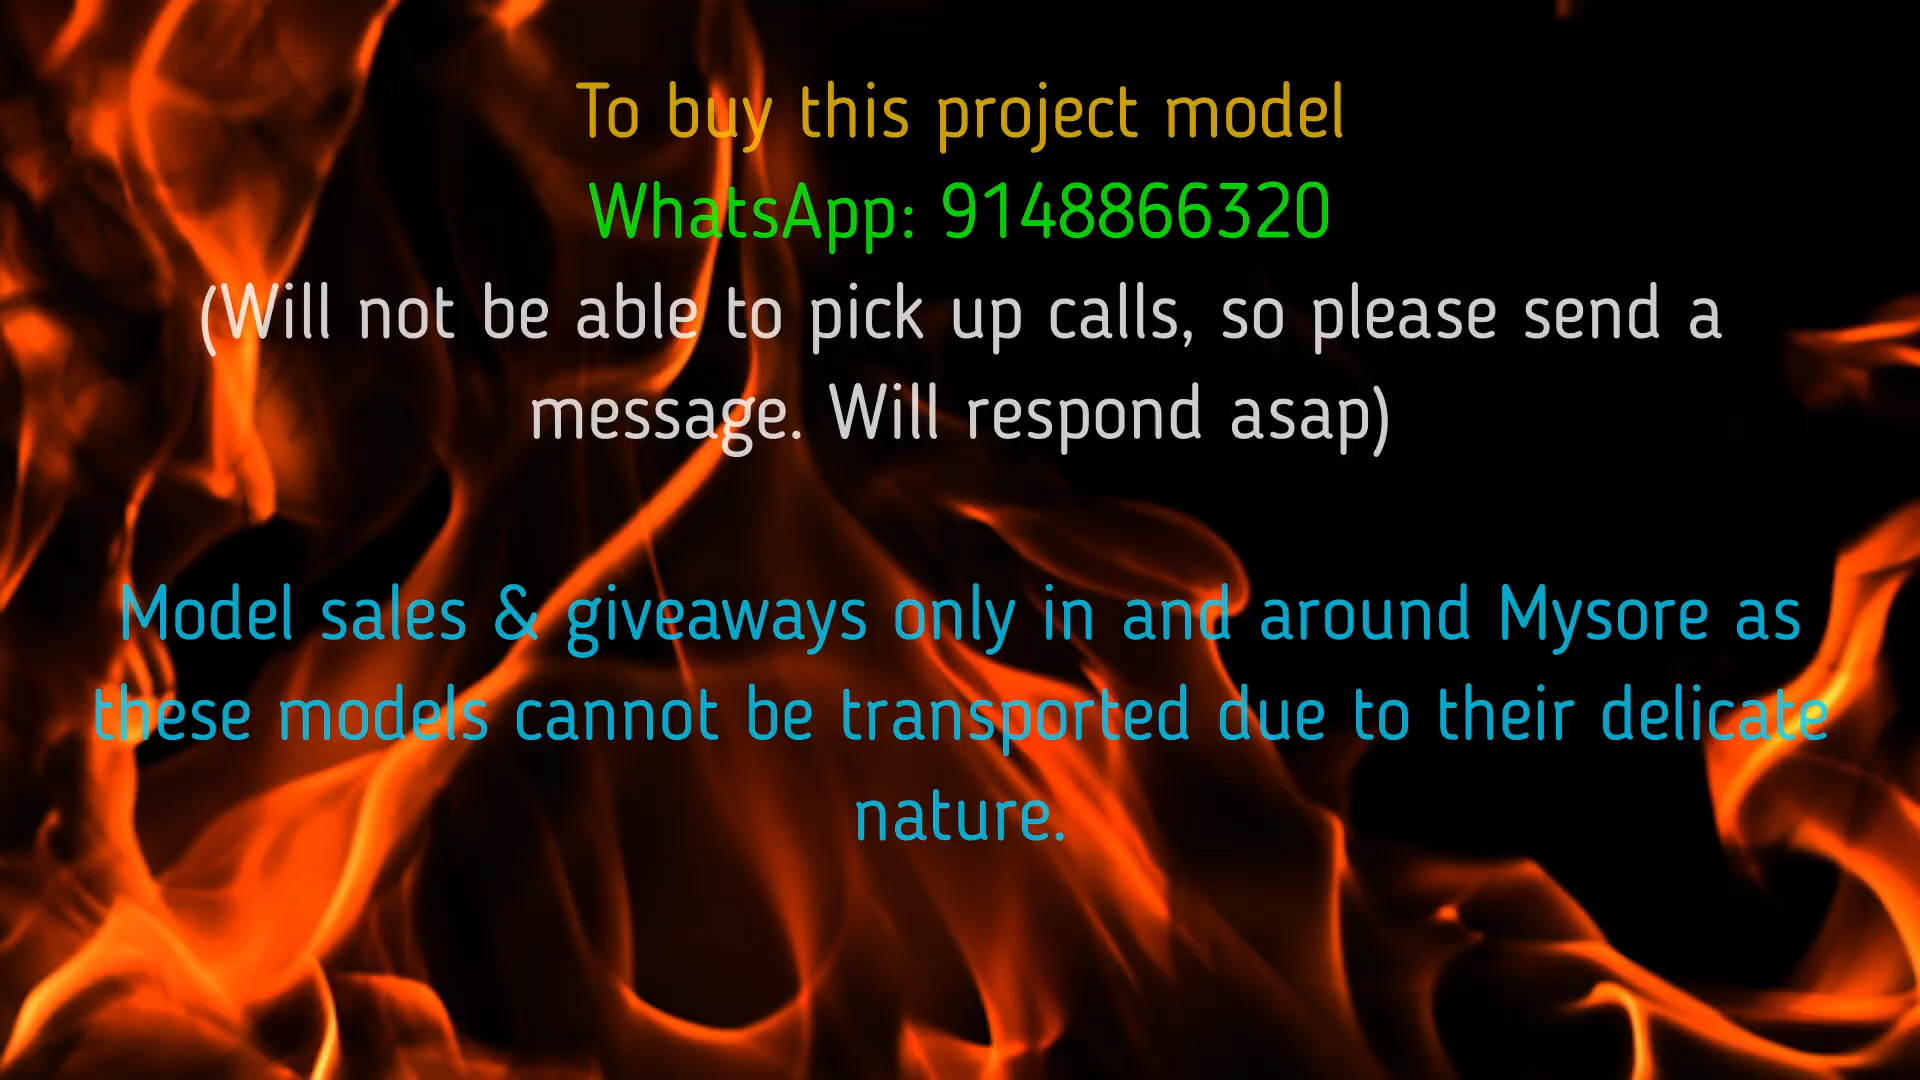 To buy this project model
WhatsApp: 9148866320
(Will not be able to pick up calls, so please send a
message. Will respond asap)
Model sales & giveaways only in and around Mysore as
these models cannot be transported due to their delicate
nature.